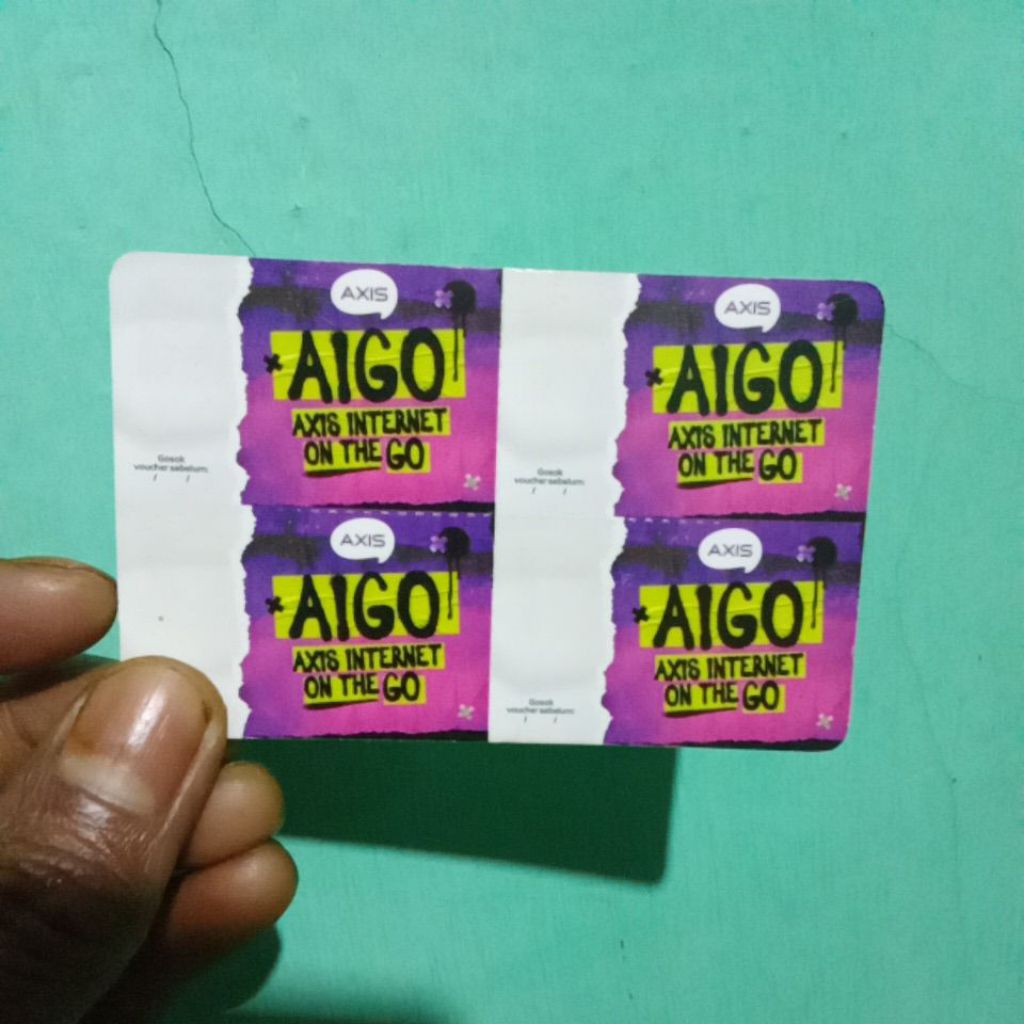 AXIS
AIGO
AXIS INTERNET
ON THE GO
Gosok
voucher sebelum:
/ /
AXIS
AIGO
AXIS INTERNET
ON THE GO
Gosok
voucher sebelum:
/ /
AXIS
AIGO
AXIS INTERNET
ON THE GO
AXIS
AIGO
AXIS INTERNET
ON THE GO
Gosok
voucher sebelum:
/ /